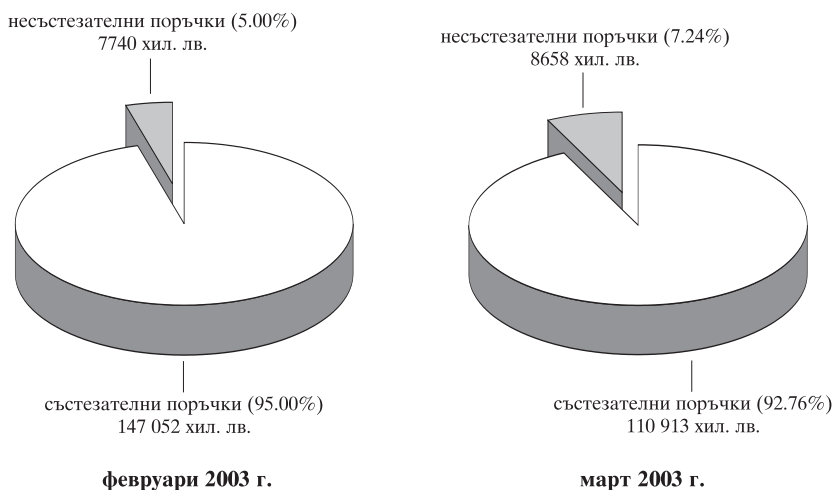 несъстезателни поръчки (5.00%)
7740 хил. лв.
състезателни поръчки (95.00%)
147 052 хил. лв.
февруари 2003 г.
несъстезателни поръчки (7.24%)
8658 хил. лв.
състезателни поръчки (92.76%)
110 913 хил. лв.
март 2003 г.